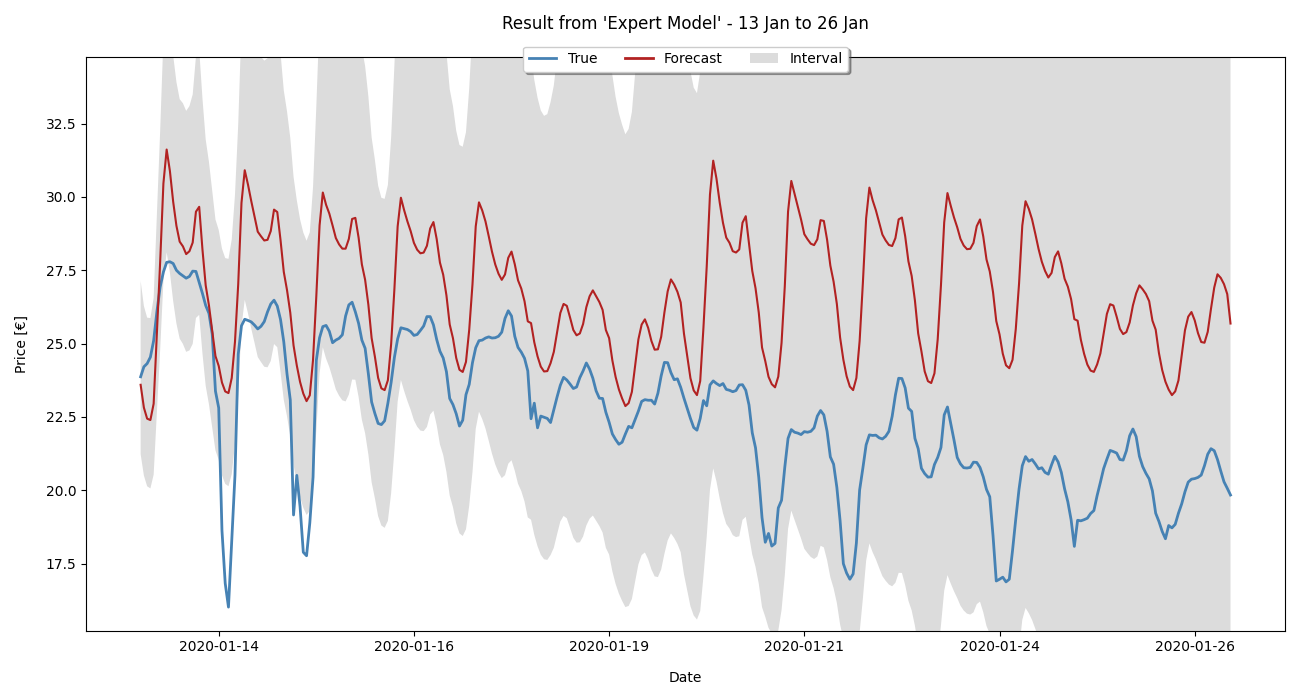 Result from 'Expert Model' - 13 Jan to 26 Jan
True Forecast Interval
32.5
30.0
27.5
25.0
22.5
20.0
17.5
Price [€]
2020-01-14 2020-01-16 2020-01-19 2020-01-21 2020-01-24 2020-01-26
Date